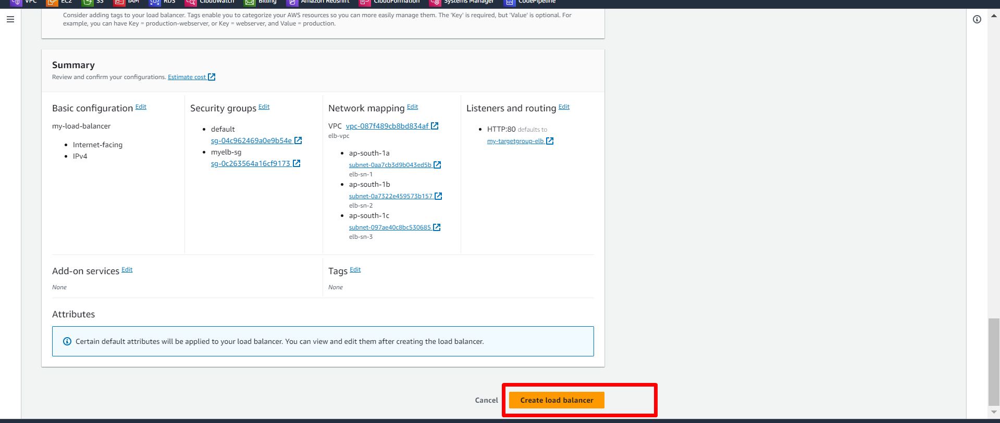 VPC EC2 S3 IAM RDS CloudWatch Billing Amazon Redshift CloudFormation Systems Manager CodePipeline
Consider adding tags to your load balancer. Tags enable you to categorize your AWS resources so you can more easily manage them. The 'Key' is required, but 'Value' is optional. For
example, you can have Key = production-webserver, or Key = webserver, and Value = production.
Summary
Review and confirm your configurations. Estimate cost
Basic configuration Edit
my-load-balancer
• Internet-facing
• IPv4
Security groups Edit
• default
sg-04c962469a0e9b54e
• myelb-sg
sg-0c263564a16cf9173
Network mapping Edit
VPC vpc-087f489cb8bd834af
elb-vpc
• ap-south-1a
subnet-0aa7cb3d9b043ed5b
elb-sn-1
• ap-south-1b
subnet-0a7322e459573b157
elb-sn-2
• ap-south-1c
subnet-097ae40c8bc530685
elb-sn-3
Listeners and routing Edit
• HTTP:80 defaults to
my-targetgroup-elb
Add-on services Edit
None
Tags Edit
None
Attributes
Certain default attributes will be applied to your load balancer. You can view and edit them after creating the load balancer.
Cancel Create load balancer